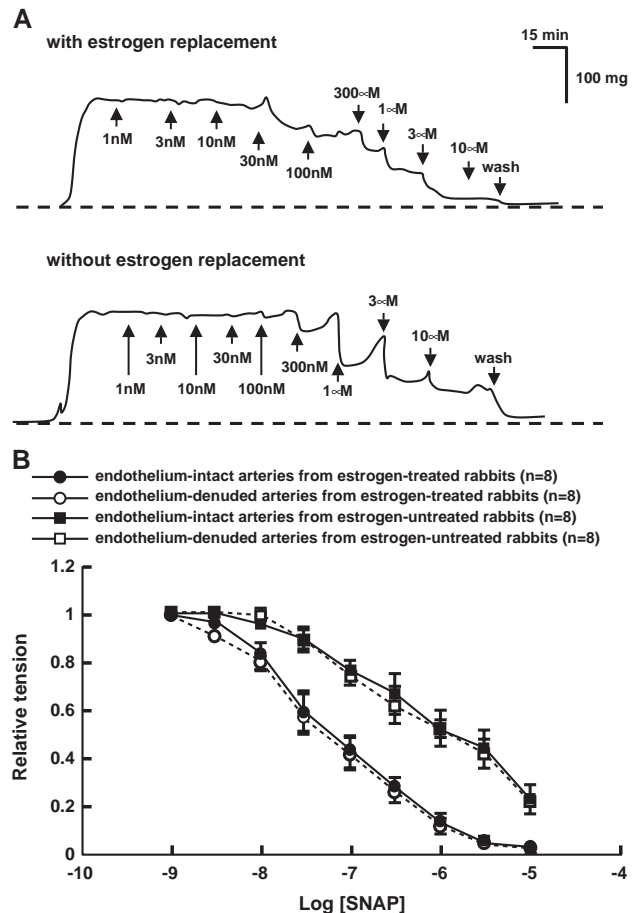 A
with estrogen replacement
15 min
100 mg
300∝M
1∝M
3∝M
10∝M
wash
1nM
3nM
10nM
30nM
100nM
without estrogen replacement
3∝M
10∝M
wash
1nM
3nM
10nM
30nM
100nM
300nM
1∝M
B
endothelium-intact arteries from estrogen-treated rabbits (n=8)
endothelium-denuded arteries from estrogen-treated rabbits (n=8)
endothelium-intact arteries from estrogen-untreated rabbits (n=8)
endothelium-denuded arteries from estrogen-untreated rabbits (n=8)
1.2
1
0.8
0.6
0.4
0.2
0
Relative tension
-10 -9 -8 -7 -6 -5 -4
Log [SNAP]